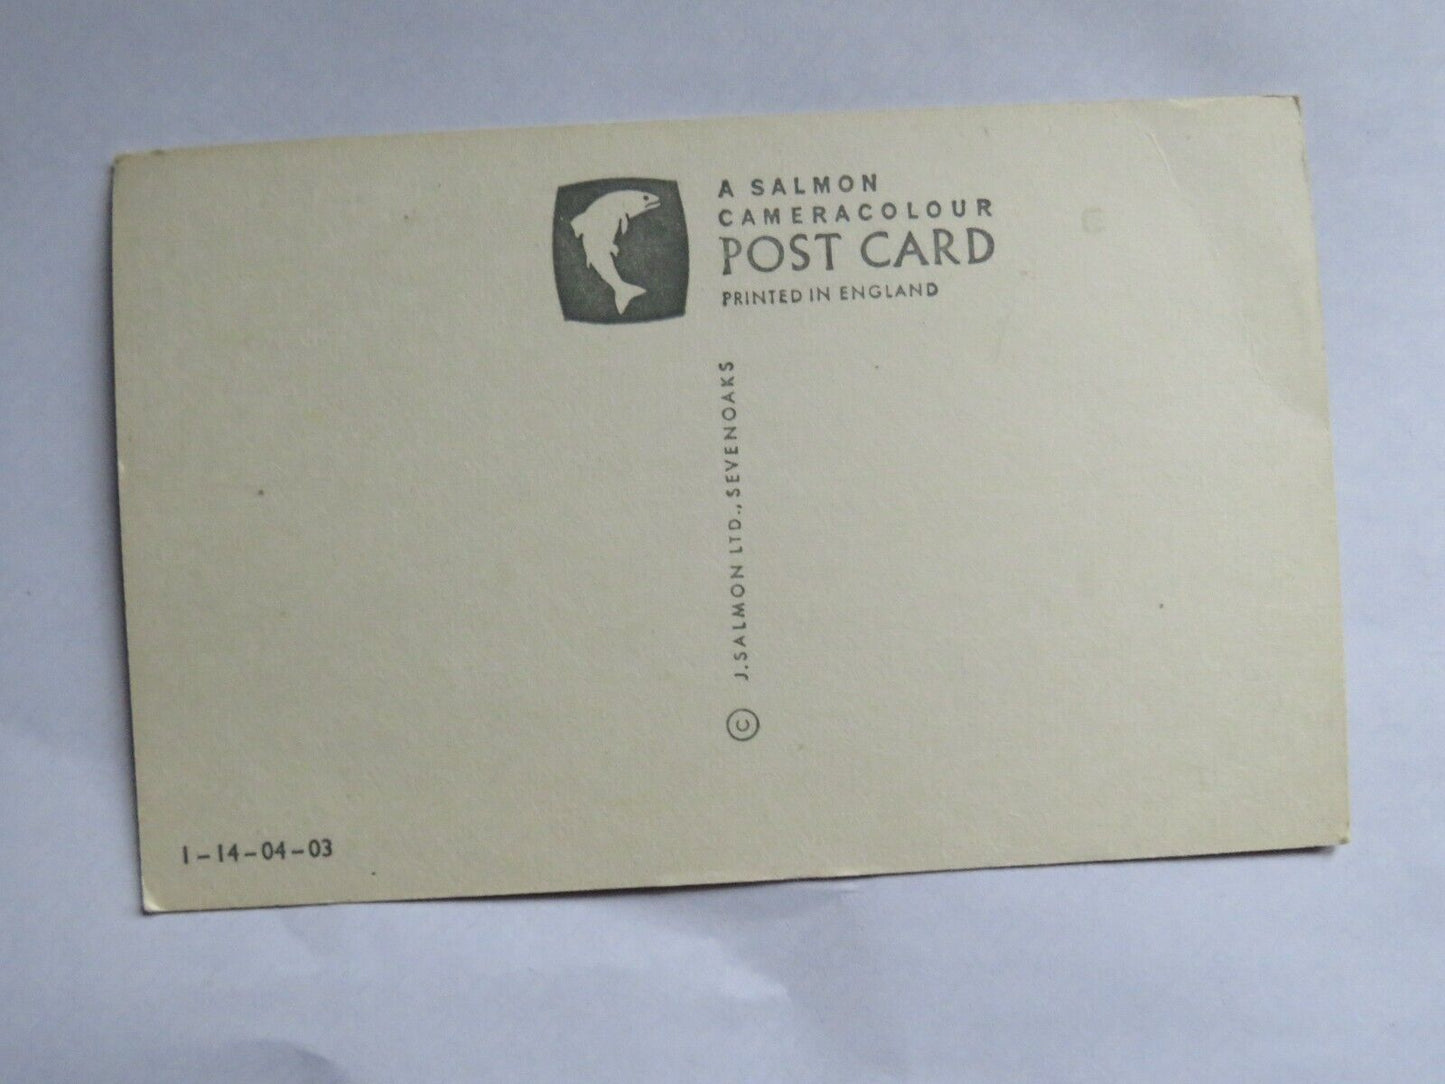 A SALMON
CAMERACOLOUR
POST CARD
PRINTED IN ENGLAND
© J. SALMON LTD., SEVENOAKS
1-14-04-03